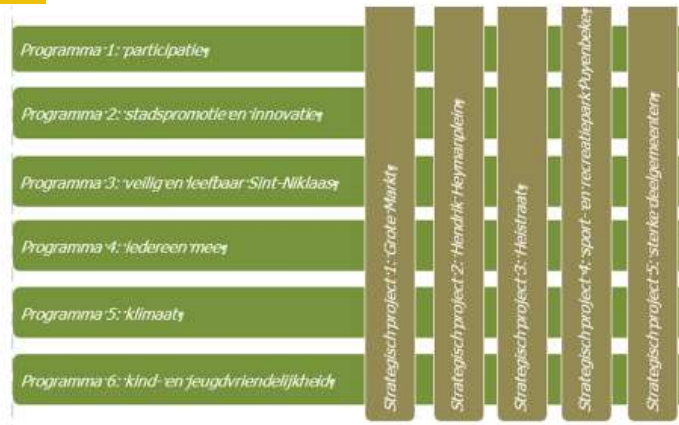 Programma 1: participatie
Programma 2: stadspromotie en innovatie
Programma 3: veilig en leefbaar Sint-Niklaas
Programma 4: iedereen mee
Programma 5: klimaat
Programma 6: kind- en jeugdvriendelijkheid
Strategisch project 1: Grote Markt
Strategisch project 2: Hendrik Heymanplein
Strategisch project 3: Heistraat
Strategisch project 4: sport- en recreatiepark Puyenbeke
Strategisch project 5: sterke deelgemeenten